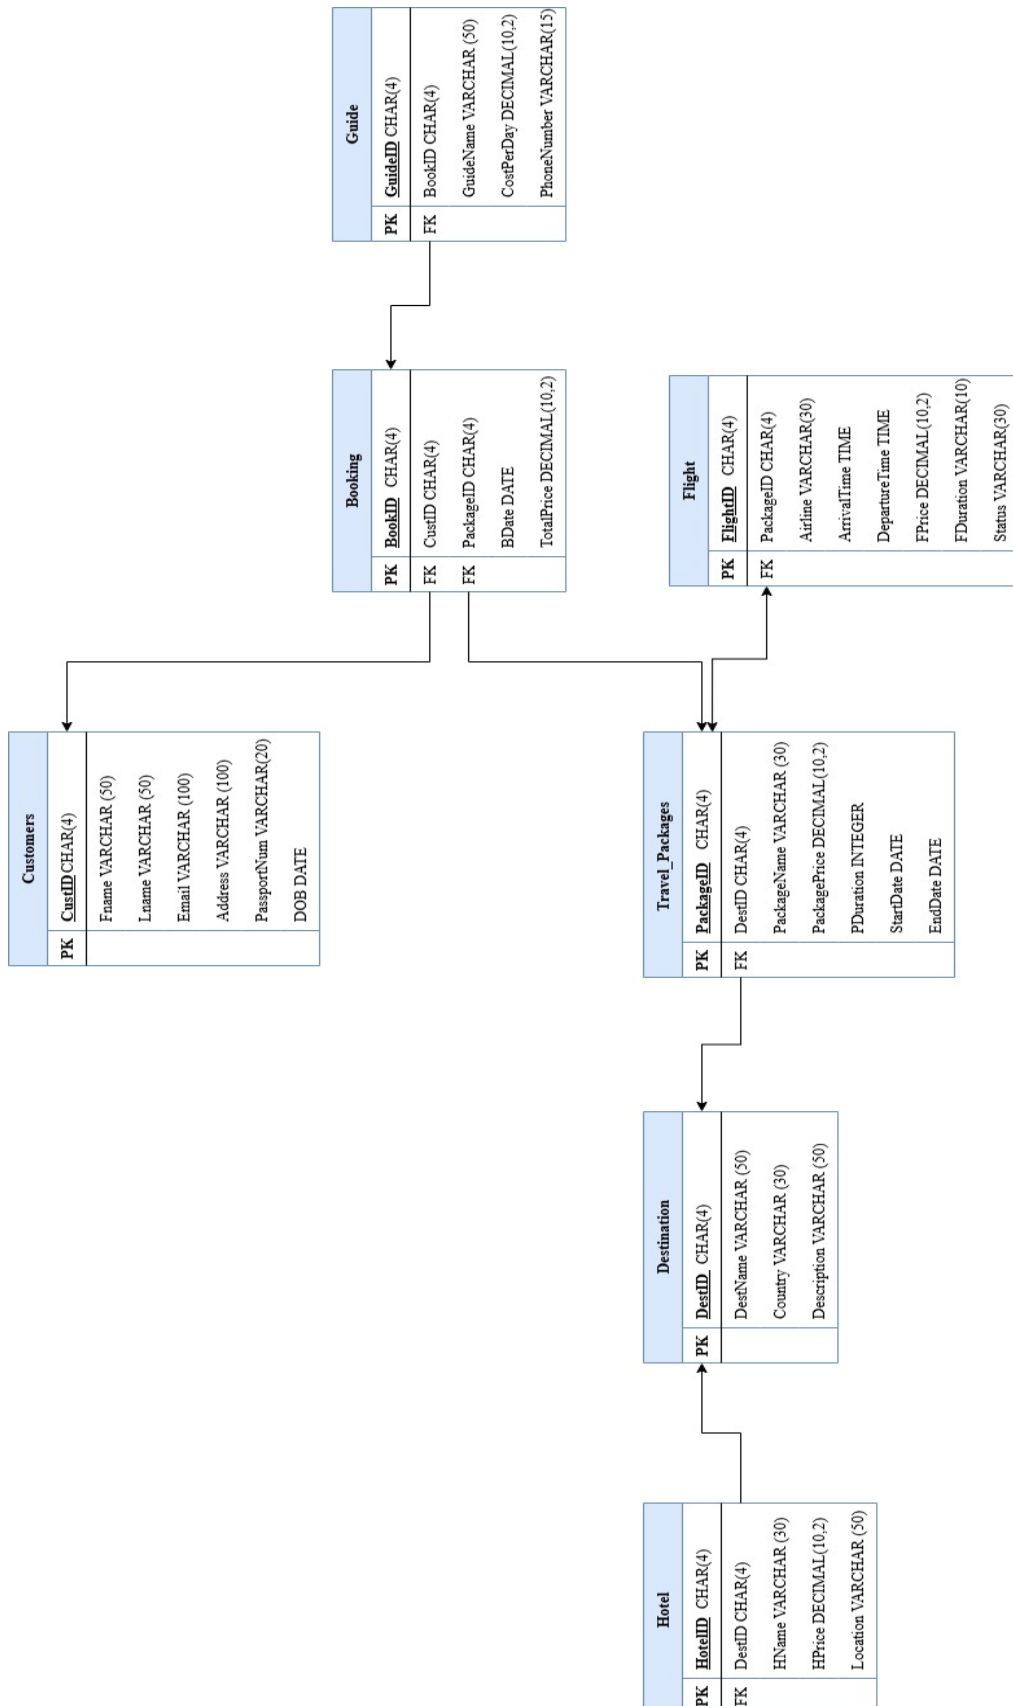 Customers
PK CustID CHAR(4)
Fname VARCHAR (50)
Lname VARCHAR (50)
Email VARCHAR (100)
Address VARCHAR (100)
PassportNum VARCHAR(20)
DOB DATE
Guide
PK GuideID CHAR(4)
FK BookID CHAR(4)
GuideName VARCHAR (50)
CostPerDay DECIMAL(10,2)
PhoneNumber VARCHAR(15)
Booking
PK BookID CHAR(4)
FK CustID CHAR(4)
FK PackageID CHAR(4)
BDate DATE
TotalPrice DECIMAL(10,2)
Hotel
PK HotelID CHAR(4)
FK DestID CHAR(4)
HName VARCHAR (30)
HPrice DECIMAL(10,2)
Location VARCHAR (50)
Destination
PK DestID CHAR(4)
DestName VARCHAR (50)
Country VARCHAR (30)
Description VARCHAR (50)
Travel_Packages
PK PackageID CHAR(4)
FK DestID CHAR(4)
PackageName VARCHAR (30)
PackagePrice DECIMAL(10,2)
PDuration INTEGER
StartDate DATE
EndDate DATE
Flight
PK FlightID CHAR(4)
FK PackageID CHAR(4)
Airline VARCHAR(30)
ArrivalTime TIME
DepartureTime TIME
FPrice DECIMAL(10,2)
FDuration VARCHAR(10)
Status VARCHAR(30)